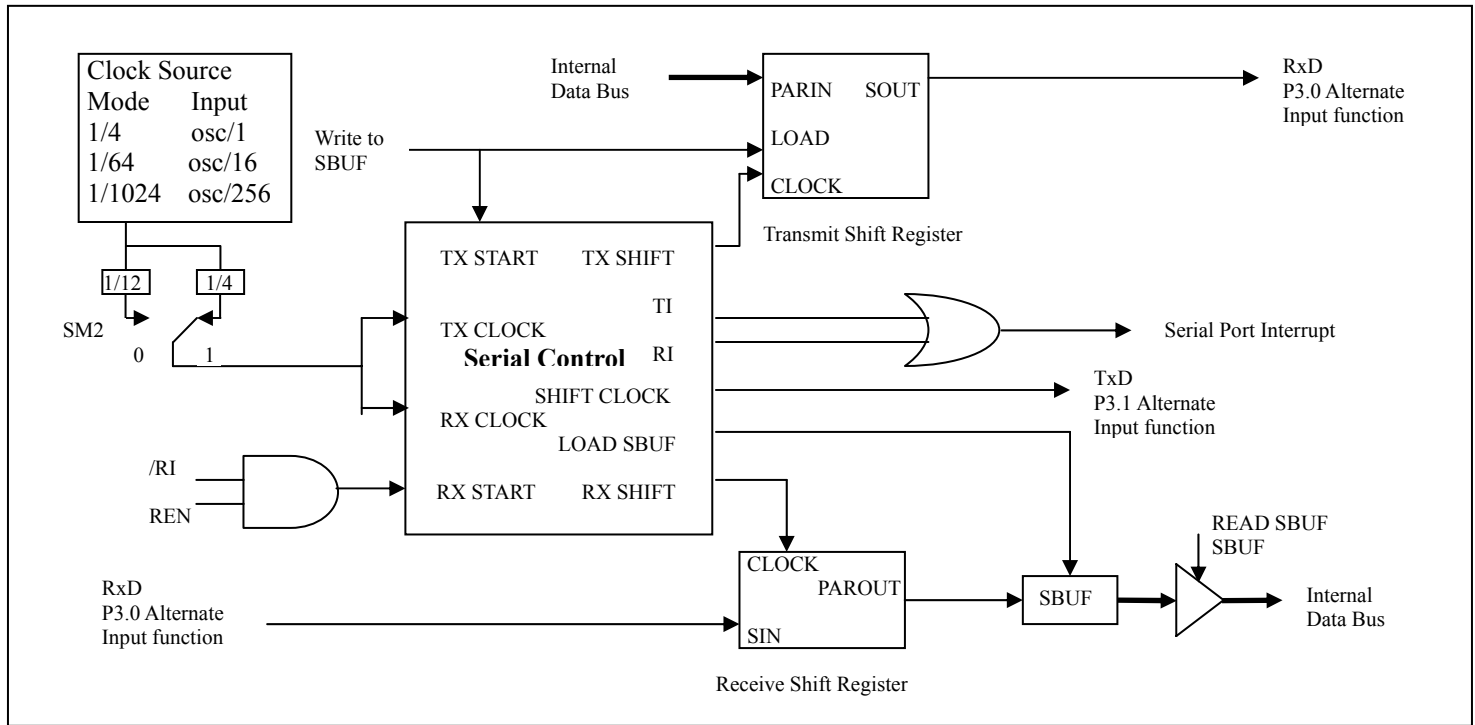 Clock Source
Mode Input
1/4 osc/1
1/64 osc/16
1/1024 osc/256
1/12
1/4
SM2
0 1
Internal
Data Bus
Write to
SBUF
PARIN SOUT
LOAD
CLOCK
Transmit Shift Register
RxD
P3.0 Alternate
Input function
TX START TX SHIFT
TI
TX CLOCK
Serial Control
RI
SHIFT CLOCK
RX CLOCK
LOAD SBUF
RX START RX SHIFT
Serial Port Interrupt
TxD
P3.1 Alternate
Input function
/RI
REN
RxD
P3.0 Alternate
Input function
CLOCK
PAROUT
SIN
Receive Shift Register
SBUF
READ SBUF
SBUF
Internal
Data Bus